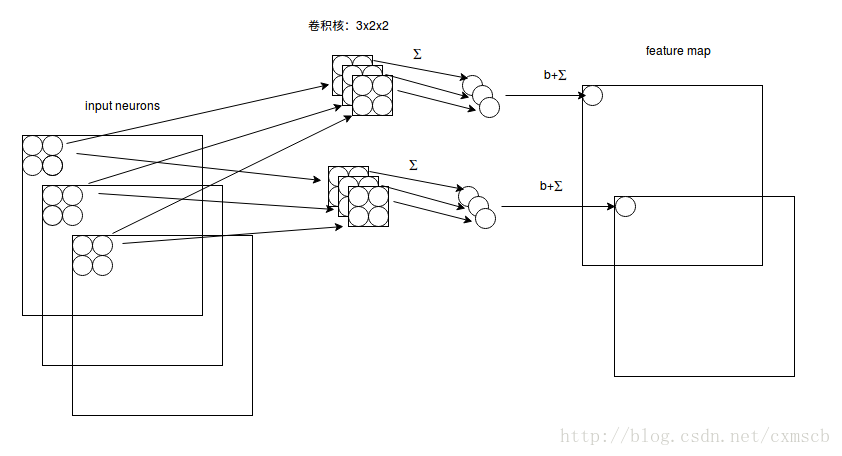 卷积核：3x2x2
Σ
feature map
b+Σ
input neurons
Σ
b+Σ
http://blog.csdn.net/cxmscb